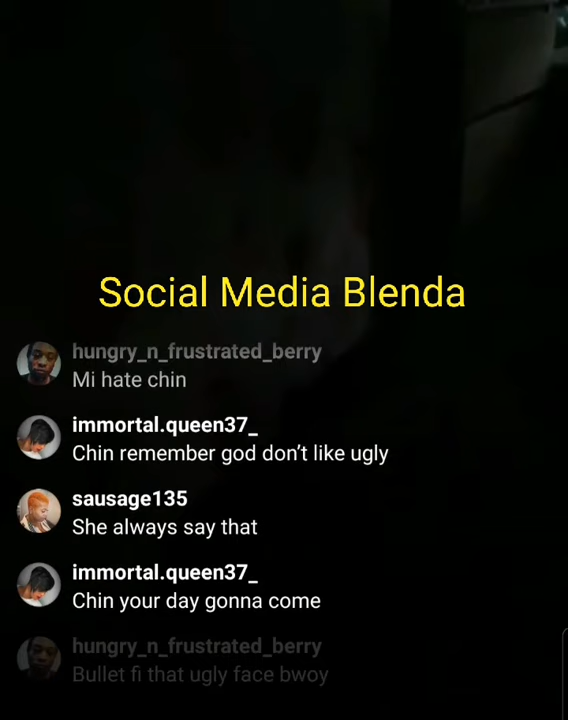 Social Media Blenda
hungry_n_frustrated_berry
Mi hate chin
immortal.queen37_
Chin remember god don't like ugly
sausage135
She always say that
immortal.queen37_
Chin your day gonna come
hungry_n_frustrated_berry
Bullet fi that ugly face bwoy